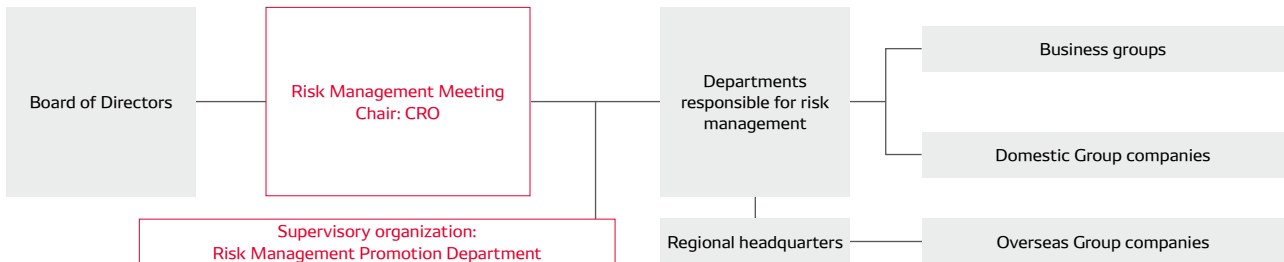 Board of Directors
Risk Management Meeting
Chair: CRO
Departments
responsible for risk
management
Business groups
Domestic Group companies
Supervisory organization:
Risk Management Promotion Department
Regional headquarters
Overseas Group companies